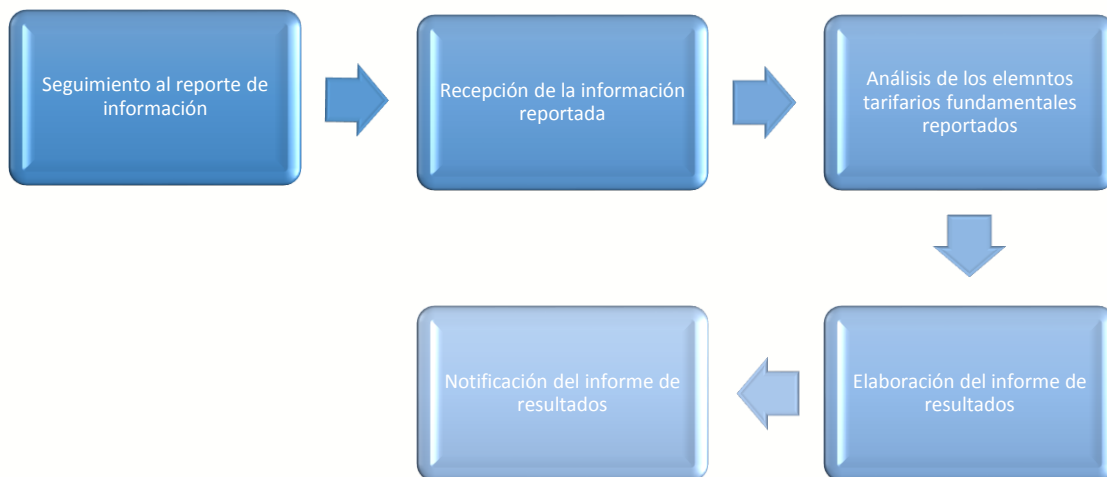 Seguimiento al reporte de
información
Recepción de la información
reportada
Análisis de los elemntos
tarifarios fundamentales
reportados
Elaboración del informe de
resultados
Notificación del informe de
resultados